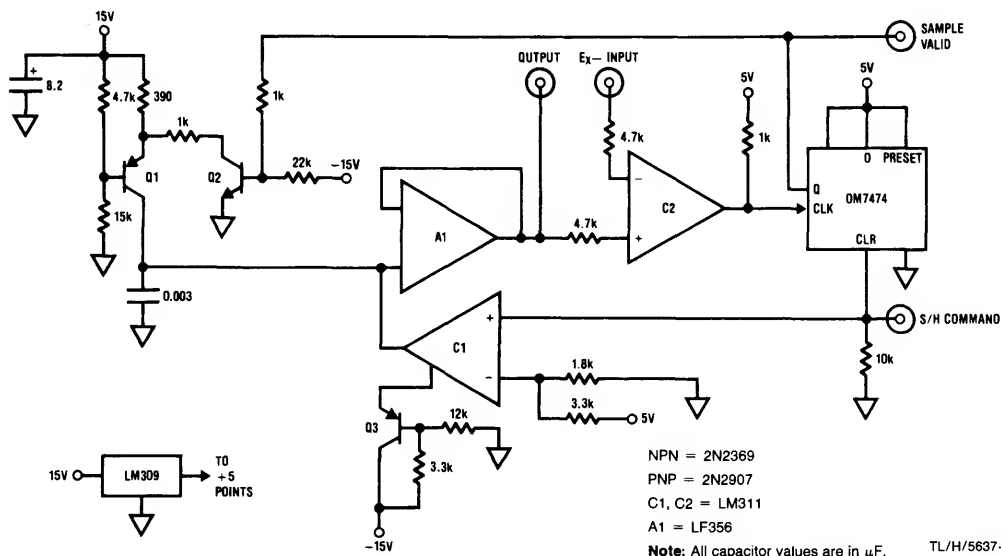 15V
8.2
4.7k
390
1k
Q1
Q2
15k
0.003
1k
22k
-15V
OUTPUT
EX– INPUT
4.7k
A1
4.7k
C2
-
+
5V
1k
SAMPLE
VALID
5V
D PRESET
Q
CLK
DM7474
CLR
S/H COMMAND
10k
C1
+
-
1.8k
3.3k
5V
Q3
12k
3.3k
-15V
15V
LM309
TO
+5
POINTS
NPN = 2N2369
PNP = 2N2907
C1, C2 = LM311
A1 = LF356
Note: All capacitor values are in µF.
TL/H/5637-